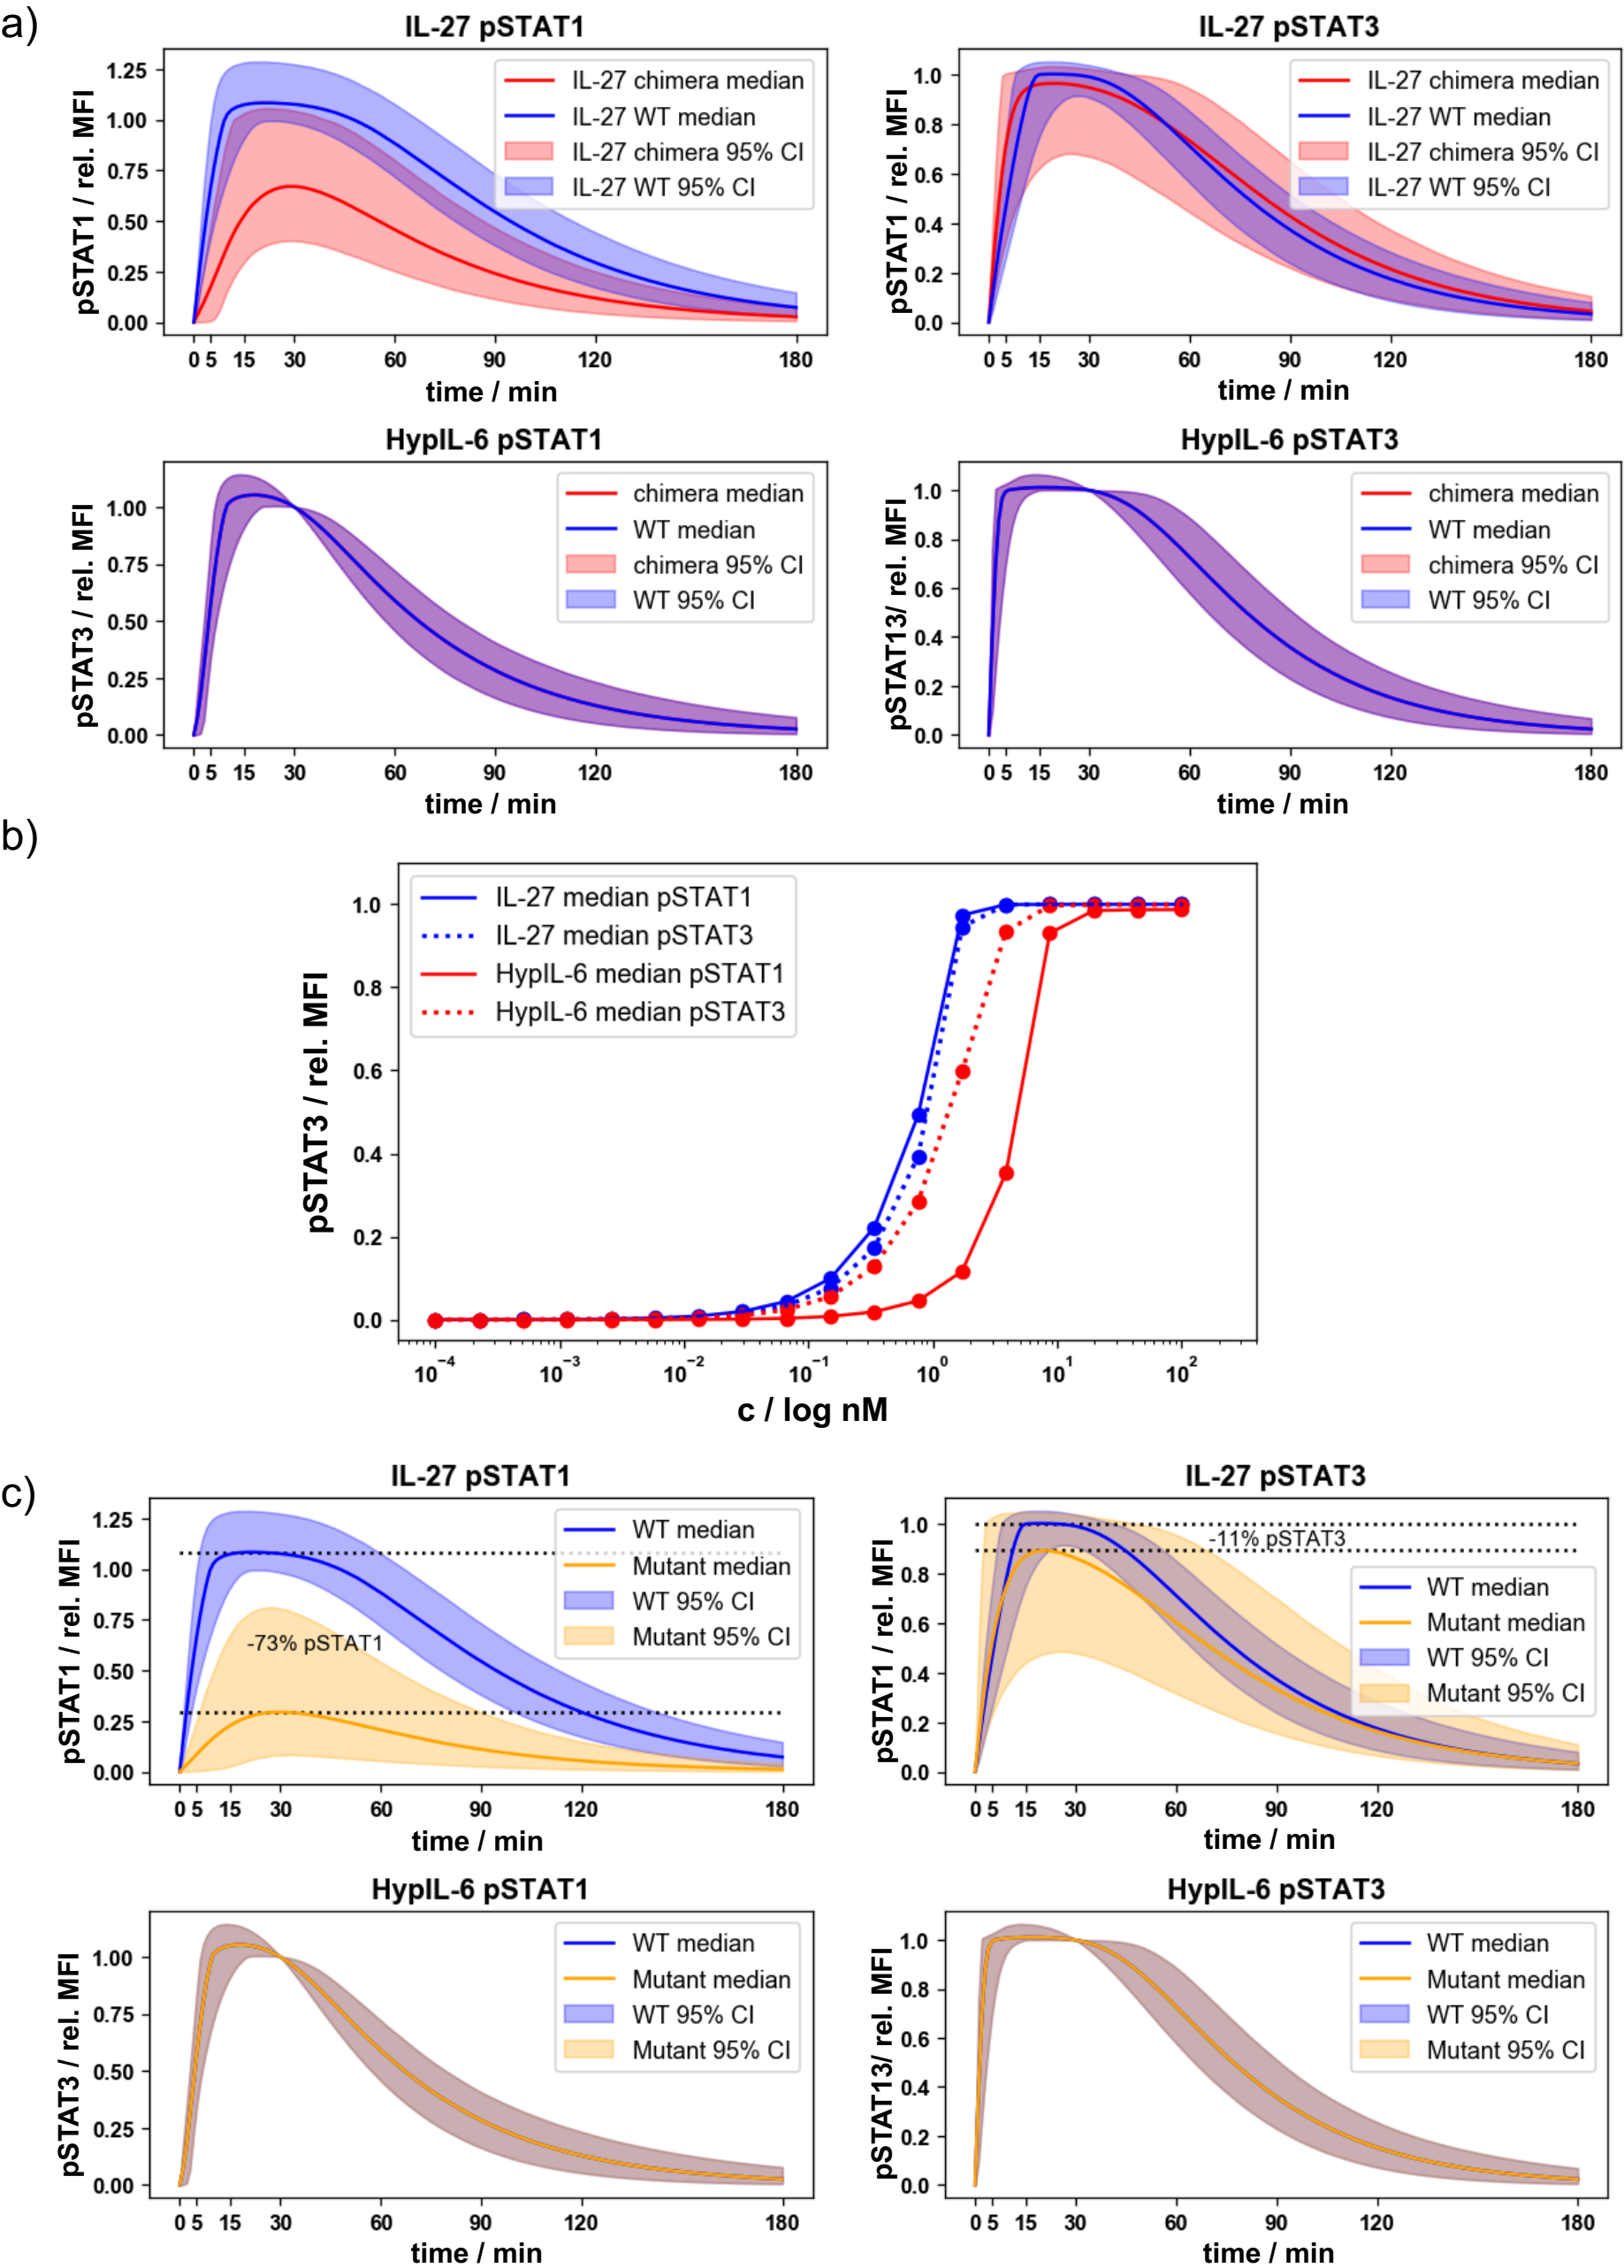 a)
IL-27 pSTAT1
pSTAT1 / rel. MFI
1.25
1.00
0.75
0.50
0.25
0.00
IL-27 chimera median
IL-27 WT median
IL-27 chimera 95% CI
IL-27 WT 95% CI
0 5 15 30 60 90 120 180
time / min
IL-27 pSTAT3
pSTAT1 / rel. MFI
1.0
0.8
0.6
0.4
0.2
0.0
IL-27 chimera median
IL-27 WT median
IL-27 chimera 95% CI
IL-27 WT 95% CI
0 5 15 30 60 90 120 180
time / min
HypIL-6 pSTAT1
pSTAT3 / rel. MFI
1.00
0.75
0.50
0.25
0.00
chimera median
WT median
chimera 95% CI
WT 95% CI
0 5 15 30 60 90 120 180
time / min
HypIL-6 pSTAT3
pSTAT13/ rel. MFI
1.0
0.8
0.6
0.4
0.2
0.0
chimera median
WT median
chimera 95% CI
WT 95% CI
0 5 15 30 60 90 120 180
time / min
b)
pSTAT3 / rel. MFI
1.0
0.8
0.6
0.4
0.2
0.0
IL-27 median pSTAT1
IL-27 median pSTAT3
HypIL-6 median pSTAT1
HypIL-6 median pSTAT3
10⁻⁴ 10⁻³ 10⁻² 10⁻¹ 10⁰ 10¹ 10²
c / log nM
c)
IL-27 pSTAT1
pSTAT1 / rel. MFI
1.25
1.00
0.75
0.50
0.25
0.00
WT median
Mutant median
WT 95% CI
Mutant 95% CI
-73% pSTAT1
0 5 15 30 60 90 120 180
time / min
IL-27 pSTAT3
pSTAT1 / rel. MFI
1.0
0.8
0.6
0.4
0.2
0.0
-11% pSTAT3
WT median
Mutant median
WT 95% CI
Mutant 95% CI
0 5 15 30 60 90 120 180
time / min
HypIL-6 pSTAT1
pSTAT3 / rel. MFI
1.00
0.75
0.50
0.25
0.00
WT median
Mutant median
WT 95% CI
Mutant 95% CI
0 5 15 30 60 90 120 180
time / min
HypIL-6 pSTAT3
pSTAT13/ rel. MFI
1.0
0.8
0.6
0.4
0.2
0.0
WT median
Mutant median
WT 95% CI
Mutant 95% CI
0 5 15 30 60 90 120 180
time / min